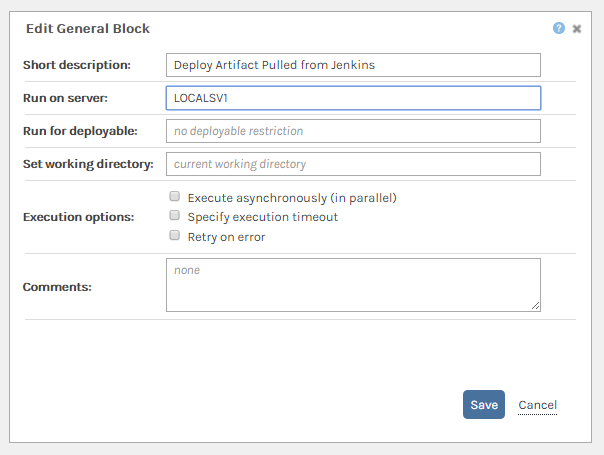 Edit General Block
Short description: Deploy Artifact Pulled from Jenkins
Run on server: LOCALSV1
Run for deployable: no deployable restriction
Set working directory: current working directory
Execution options:
Execute asynchronously (in parallel)
Specify execution timeout
Retry on error
Comments: none
Save Cancel